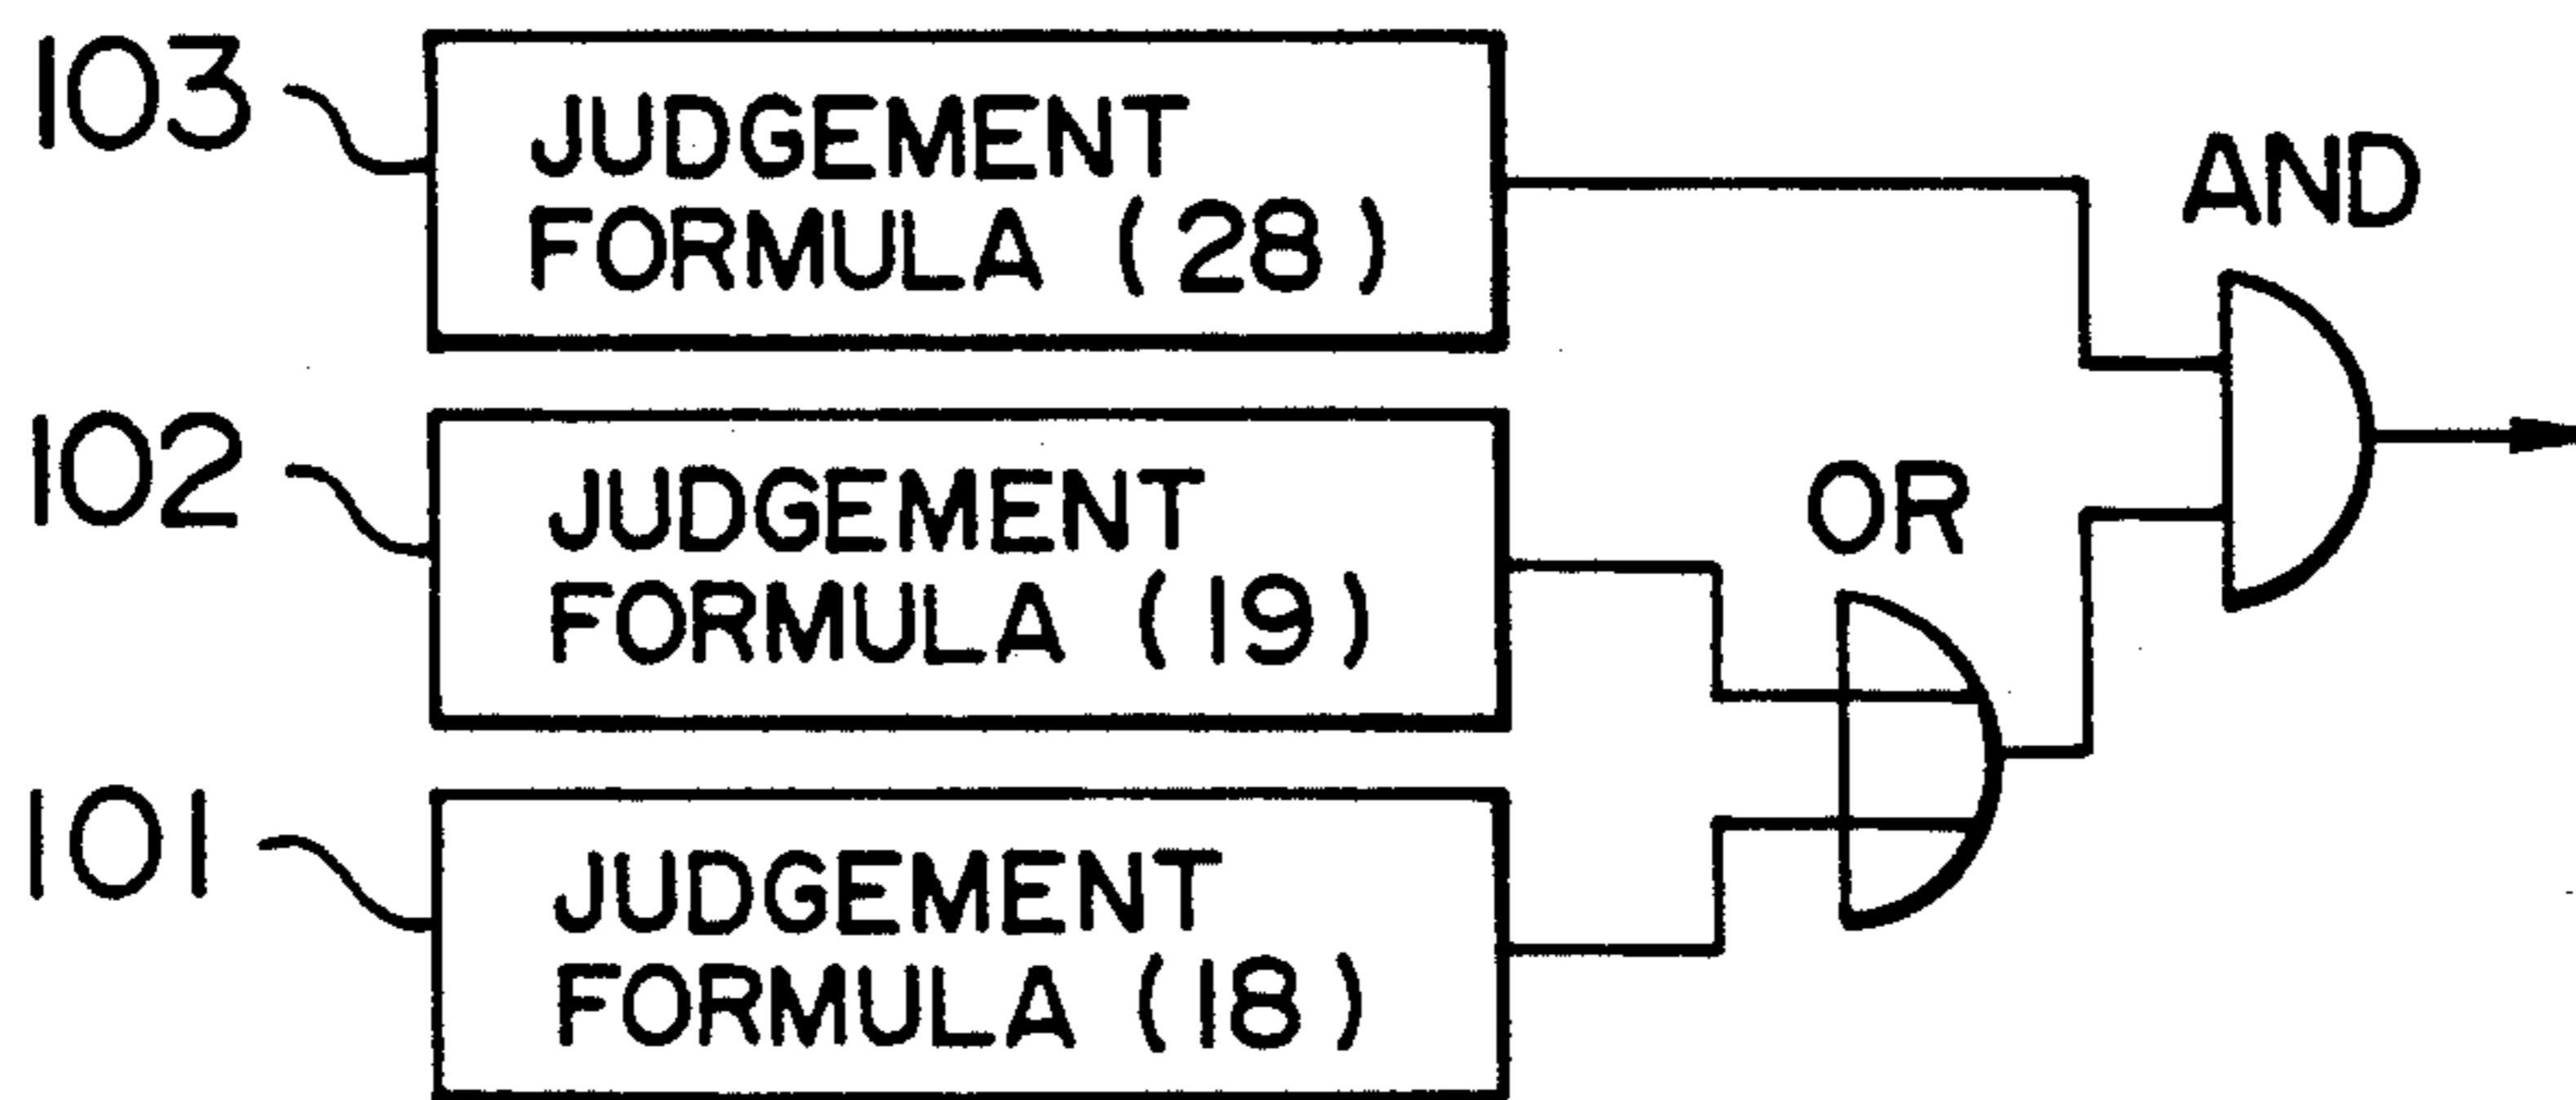 103
JUDGEMENT
FORMULA (28)
AND
102
JUDGEMENT
FORMULA (19)
OR
101
JUDGEMENT
FORMULA (18)